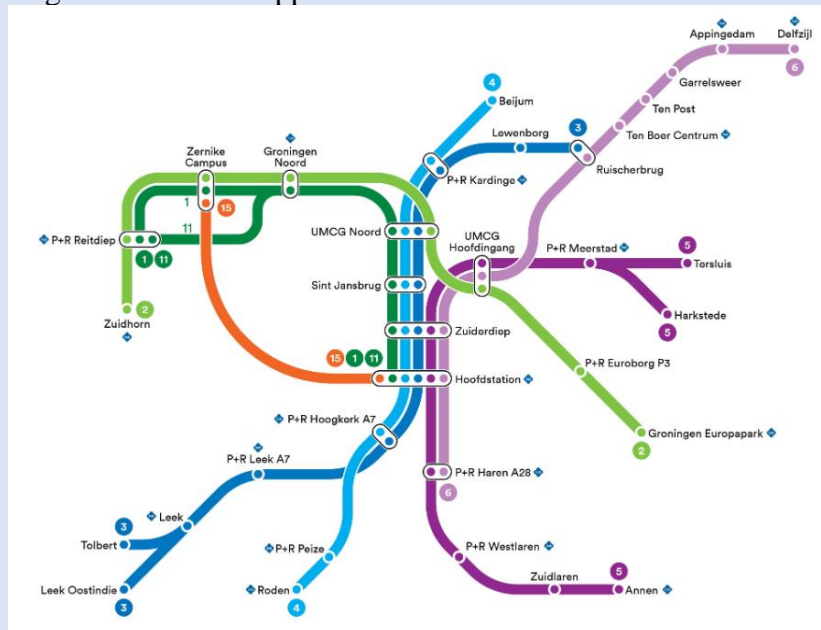 Appingedam
Delfzijl
6
Garrelsweer
4
Beijum
Ten Post
Lewenborg
3
Ten Boer Centrum
Zernike
Campus
Groningen
Noord
P+R Kardinge
Ruischerbrug
1
15
11
P+R Reitdiep
1
11
UMCG Noord
UMCG
Hoofdingang
P+R Meerstad
5
Torsluis
Sint Jansbrug
2
Zuidhorn
Harkstede
5
Zuiderdiep
15
1
11
P+R Euroborg P3
Hoofdstation
P+R Hoogkerk A7
Groningen Europapark
2
P+R Leek A7
P+R Haren A28
6
Leek
3
Tolbert
P+R Peize
P+R Westlaren
Zuidlaren
5
Annen
Leek Oostindie
3
Roden
4